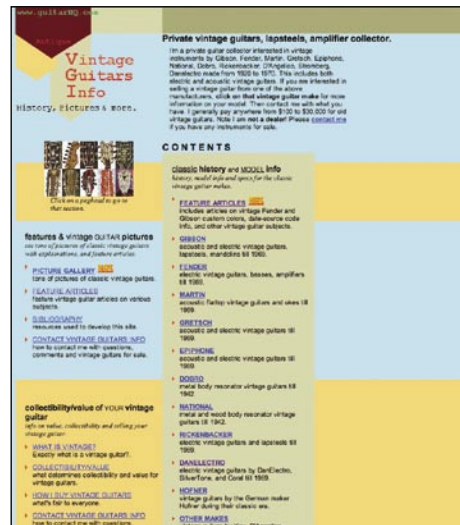 www.guitarHQ.com
Antique
Vintage
Guitars
Info
History, Pictures & more.
Click on a peghead to go to
that section.
Private vintage guitars, lapsteels, amplifier collector.
I'm a private guitar collector interested in vintage
instruments by Gibson, Fender, Martin, Gretsch, Epiphone,
National, Dobro, Rickenbacker, D'Angelico, Stromberg,
Danelectro made from 1920 to 1970. This includes both
electric and acoustic vintage guitars. If you are interested in
selling a vintage guitar from one of the above
manufacturers, click on that vintage guitar make for more
information on your model. Then contact me with what you
have. I generally pay anywhere from $100 to $30,000 for old
vintage guitars. Note I am not a dealer! Please contact me
if you have any instruments for sale.
CONTENTS
features & vintage GUITAR pictures
see tons of pictures of classic vintage guitars
with explanations, and feature articles.
PICTURE GALLERY
tons of pictures of classic vintage guitars.
FEATURE ARTICLES
feature vintage guitar articles on various
subjects.
BIBLIOGRAPHY
resources used to develop this site.
CONTACT VINTAGE GUITARS INFO
how to contact me with questions,
comments and vintage guitars for sale.
collectibility/value of YOUR vintage
guitar
info on value, collectibility and selling your
vintage guitar.
WHAT IS VINTAGE?
Exactly what is a vintage guitar?.
COLLECTIBILITY/VALUE
what determines collectibility and value for
vintage guitars.
HOW I BUY VINTAGE GUITARS
what's fair to everyone.
CONTACT VINTAGE GUITARS INFO
how to contact me with questions,
classic history and MODEL info
history, model info and specs for the classic
vintage guitar makes.
FEATURE ARTICLES
includes articles on vintage Fender and
Gibson custom colors, date-source code
info, and other vintage guitar subjects.
GIBSON
acoustic and electric vintage guitars,
lapsteels, mandolins till 1969.
FENDER
electric vintage guitars, basses, amplifiers
till 1969.
MARTIN
acoustic flattop vintage guitars and ukes till
1969.
GRETSCH
acoustic and electric vintage guitars till
1969.
EPIPHONE
acoustic and electric vintage guitars till
1969.
DOBRO
metal body resonator vintage guitars till
1942.
NATIONAL
metal and wood body resonator vintage
guitars till 1942.
RICKENBACKER
electric vintage guitars and lapsteels till
1969.
DANELECTRO
electric vintage guitars by DanElectro,
SilverTone, and Coral till 1969.
HOFNER
vintage guitars by the German maker
Hofner during their classic era.
OTHER MAKES